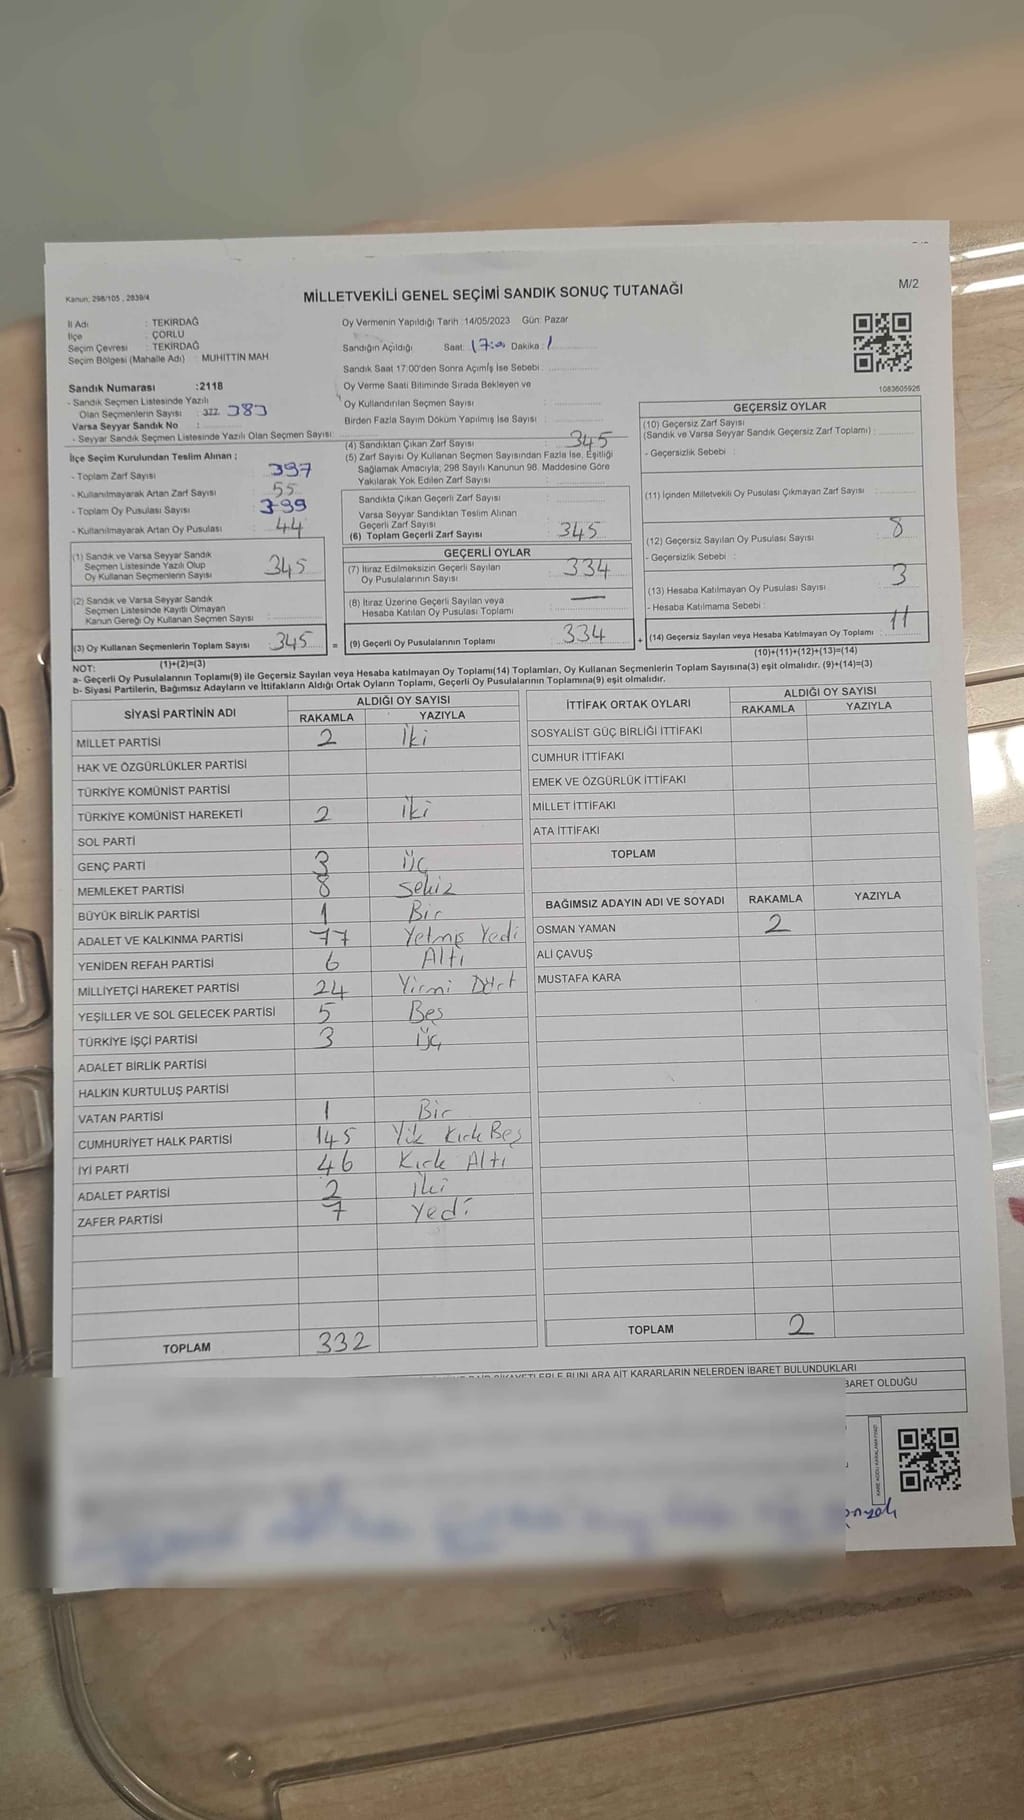 Kanun: 298/105 , 2839/4
MİLLETVEKİLİ GENEL SEÇİMİ SANDIK SONUÇ TUTANAĞI
M/2
İl Adı : TEKİRDAĞ
İlçe : ÇORLU
Seçim Çevresi : TEKİRDAĞ
Seçim Bölgesi (Mahalle Adı) : MUHİTTİN MAH
Sandık Numarası :2118
- Sandık Seçmen Listesinde Yazılı
Olan Seçmenlerin Sayısı : 377 383
Varsa Seyyar Sandık No :
- Seyyar Sandık Seçmen Listesinde Yazılı Olan Seçmen Sayısı:
İlçe Seçim Kurulundan Teslim Alınan ;
- Toplam Zarf Sayısı : 397
- Kullanılmayarak Artan Zarf Sayısı : 55
- Toplam Oy Pusulası Sayısı : 399
- Kullanılmayarak Artan Oy Pusulası : 44
(1) Sandık ve Varsa Seyyar Sandık
Seçmen Listesinde Yazılı Olup
Oy Kullanan Seçmenlerin Sayısı : 345
(2) Sandık ve Varsa Seyyar Sandık
Seçmen Listesinde Kayıtlı Olmayan
Kanun Gereği Oy Kullanan Seçmen Sayısı :
(3) Oy Kullanan Seçmenlerin Toplam Sayısı : 345 =
(1)+(2)=(3)
Oy Vermenin Yapıldığı Tarih :14/05/2023 Gün: Pazar
Sandığın Açıldığı Saat: 17:00 Dakika: 1
Sandık Saat 17.00'den Sonra Açımış İse Sebebi :
Oy Verme Saati Bitiminde Sırada Bekleyen ve
Oy Kullandırılan Seçmen Sayısı :
Birden Fazla Sayım Döküm Yapılmış İse Sayısı :
(4) Sandıktan Çıkan Zarf Sayısı : 345
(5) Zarf Sayısı Oy Kullanan Seçmen Sayısından Fazla İse, Eşitliği
Sağlamak Amacıyla; 298 Sayılı Kanunun 98. Maddesine Göre
Yakılarak Yok Edilen Zarf Sayısı :
Sandıkta Çıkan Geçerli Zarf Sayısı :
Varsa Seyyar Sandıktan Teslim Alınan
Geçerli Zarf Sayısı :
(6) Toplam Geçerli Zarf Sayısı : 345
GEÇERLİ OYLAR
(7) İtiraz Edilmeksizin Geçerli Sayılan
Oy Pusulalarının Sayısı : 334
(8) İtiraz Üzerine Geçerli Sayılan veya
Hesaba Katılan Oy Pusulası Toplamı : —
(9) Geçerli Oy Pusulalarının Toplamı : 334 +
1083605926
GEÇERSİZ OYLAR
(10) Geçersiz Zarf Sayısı
(Sandık ve Varsa Seyyar Sandık Geçersiz Zarf Toplamı) :
- Geçersizlik Sebebi :
(11) İçinden Milletvekili Oy Pusulası Çıkmayan Zarf Sayısı :
(12) Geçersiz Sayılan Oy Pusulası Sayısı : 8
- Geçersizlik Sebebi :
(13) Hesaba Katılmayan Oy Pusulası Sayısı : 3
- Hesaba Katılmama Sebebi :
(14) Geçersiz Sayılan veya Hesaba Katılmayan Oy Toplamı : 11
(10)+(11)+(12)+(13)=(14)
NOT:
a- Geçerli Oy Pusulalarının Toplamı(9) ile Geçersiz Sayılan veya Hesaba katılmayan Oy Toplamı(14) Toplamları, Oy Kullanan Seçmenlerin Toplam Sayısına(3) eşit olmalıdır. (9)+(14)=(3)
b- Siyasi Partilerin, Bağımsız Adayların ve İttifakların Aldığı Ortak Oyların Toplamı, Geçerli Oy Pusulalarının Toplamına(9) eşit olmalıdır.
SİYASİ PARTİNİN ADI ALDIĞI OY SAYISI
RAKAMLA YAZIYLA
MİLLET PARTİSİ 2 İki
HAK VE ÖZGÜRLÜKLER PARTİSİ
TÜRKİYE KOMÜNİST PARTİSİ
TÜRKİYE KOMÜNİST HAREKETİ 2 İki
SOL PARTİ
GENÇ PARTİ 3 Üç
MEMLEKET PARTİSİ 8 Sekiz
BÜYÜK BİRLİK PARTİSİ 1 Bir
ADALET VE KALKINMA PARTİSİ 77 Yetmiş Yedi
YENİDEN REFAH PARTİSİ 6 Altı
MİLLİYETÇİ HAREKET PARTİSİ 24 Yirmi Dört
YEŞİLLER VE SOL GELECEK PARTİSİ 5 Beş
TÜRKİYE İŞÇİ PARTİSİ 3 Üç
ADALET BİRLİK PARTİSİ
HALKIN KURTULUŞ PARTİSİ
VATAN PARTİSİ 1 Bir
CUMHURİYET HALK PARTİSİ 145 Yük Kırk Beş
İYİ PARTİ 46 Kırk Altı
ADALET PARTİSİ 2 İki
ZAFER PARTİSİ 7 Yedi
TOPLAM 332
İTTİFAK ORTAK OYLARI ALDIĞI OY SAYISI
RAKAMLA YAZIYLA
SOSYALİST GÜÇ BİRLİĞİ İTTİFAKI
CUMHUR İTTİFAKI
EMEK VE ÖZGÜRLÜK İTTİFAKI
MİLLET İTTİFAKI
ATA İTTİFAKI
TOPLAM
BAĞIMSIZ ADAYIN ADI VE SOYADI RAKAMLA YAZIYLA
OSMAN YAMAN 2
ALİ ÇAVUŞ
MUSTAFA KARA
TOPLAM 2
BUNLARA AİT KARARLARIN NELERDEN İBARET BULUNDUKLARI
BARET OLDUĞU